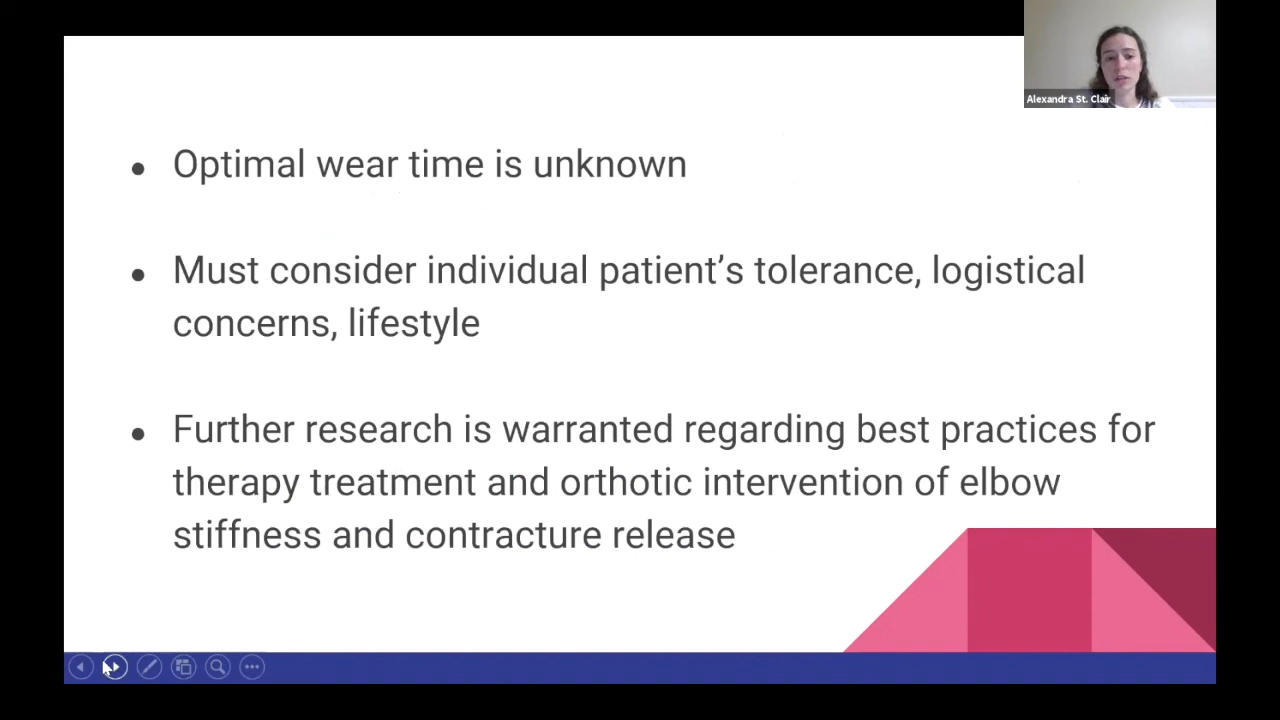 Alexandra St. Clair
● Optimal wear time is unknown
● Must consider individual patient’s tolerance, logistical
concerns, lifestyle
● Further research is warranted regarding best practices for
therapy treatment and orthotic intervention of elbow
stiffness and contracture release